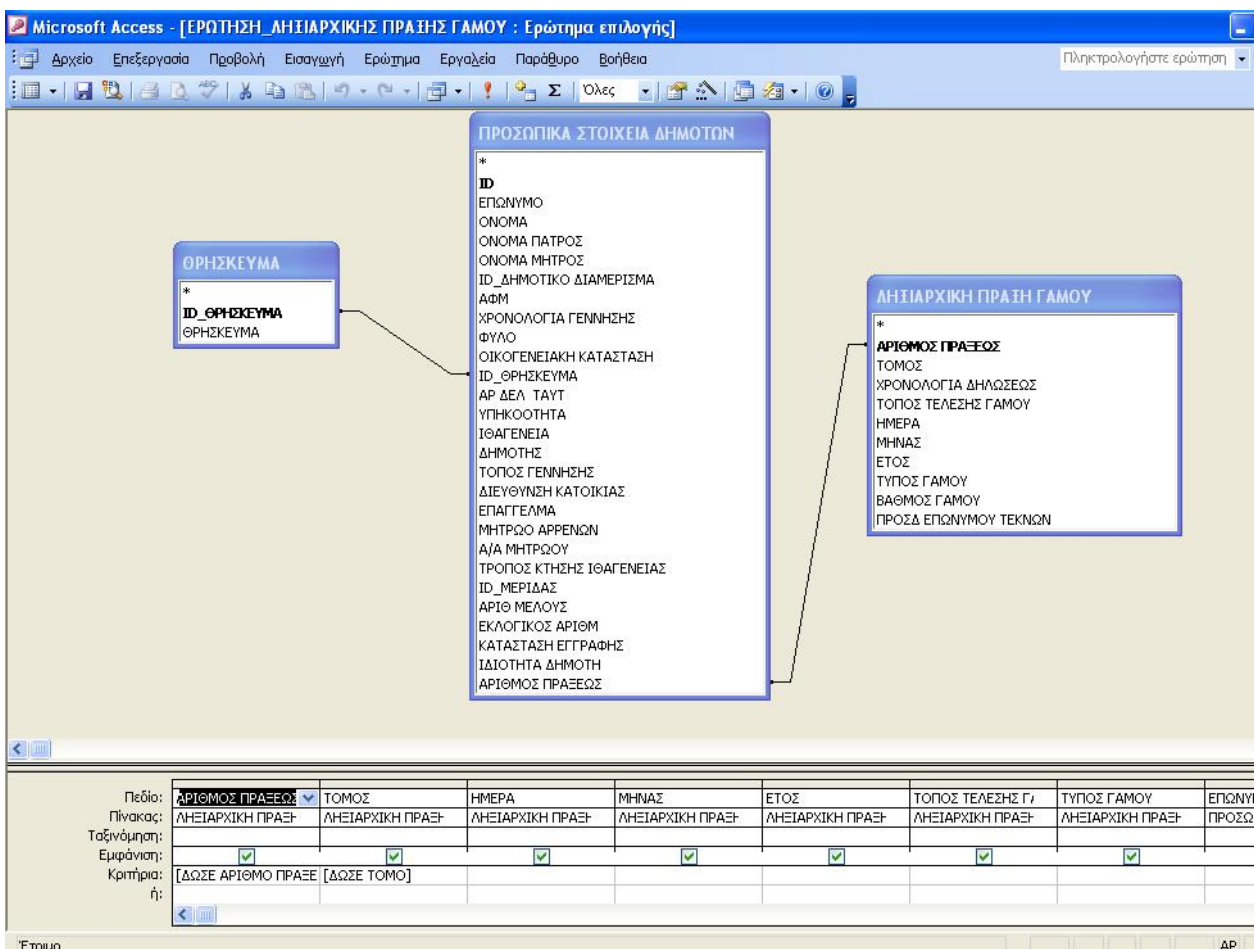 Microsoft Access - [ΕΡΩΤΗΣΗ_ΛΗΞΙΑΡΧΙΚΗΣ ΠΡΑΞΗΣ ΓΑΜΟΥ : Ερώτημα επιλογής]
Αρχείο Επεξεργασία Προβολή Εισαγωγή Ερώτημα Εργαλεία Παράθυρο Βοήθεια Πληκτρολογήστε ερώτηση
Όλες
ΠΡΟΣΩΠΙΚΑ ΣΤΟΙΧΕΙΑ ΔΗΜΟΤΩΝ
*
ID
ΕΠΩΝΥΜΟ
ΟΝΟΜΑ
ΟΝΟΜΑ ΠΑΤΡΟΣ
ΟΝΟΜΑ ΜΗΤΡΟΣ
ID_ΔΗΜΟΤΙΚΟ ΔΙΑΜΕΡΙΣΜΑ
ΑΦΜ
ΧΡΟΝΟΛΟΓΙΑ ΓΕΝΝΗΣΗΣ
ΦΥΛΟ
ΟΙΚΟΓΕΝΕΙΑΚΗ ΚΑΤΑΣΤΑΣΗ
ID_ΘΡΗΣΚΕΥΜΑ
ΑΡ ΔΕΛ ΤΑΥΤ
ΥΠΗΚΟΟΤΗΤΑ
ΙΘΑΓΕΝΕΙΑ
ΔΗΜΟΤΗΣ
ΤΟΠΟΣ ΓΕΝΝΗΣΗΣ
ΔΙΕΥΘΥΝΣΗ ΚΑΤΟΙΚΙΑΣ
ΕΠΑΓΓΕΛΜΑ
ΜΗΤΡΩΟ ΑΡΡΕΝΩΝ
Α/Α ΜΗΤΡΩΟΥ
ΤΡΟΠΟΣ ΚΤΗΣΗΣ ΙΘΑΓΕΝΕΙΑΣ
ID_ΜΕΡΙΔΑΣ
ΑΡΙΘ ΜΕΛΟΥΣ
ΕΚΛΟΓΙΚΟΣ ΑΡΙΘΜ
ΚΑΤΑΣΤΑΣΗ ΕΓΓΡΑΦΗΣ
ΙΔΙΟΤΗΤΑ ΔΗΜΟΤΗ
ΑΡΙΘΜΟΣ ΠΡΑΞΕΩΣ
ΘΡΗΣΚΕΥΜΑ
*
ID_ΘΡΗΣΚΕΥΜΑ
ΘΡΗΣΚΕΥΜΑ
ΛΗΞΙΑΡΧΙΚΗ ΠΡΑΞΗ ΓΑΜΟΥ
*
ΑΡΙΘΜΟΣ ΠΡΑΞΕΩΣ
ΤΟΜΟΣ
ΧΡΟΝΟΛΟΓΙΑ ΔΗΛΩΣΕΩΣ
ΤΟΠΟΣ ΤΕΛΕΣΗΣ ΓΑΜΟΥ
ΗΜΕΡΑ
ΜΗΝΑΣ
ΕΤΟΣ
ΤΥΠΟΣ ΓΑΜΟΥ
ΒΑΘΜΟΣ ΓΑΜΟΥ
ΠΡΟΣΔ ΕΠΩΝΥΜΟΥ ΤΕΚΝΩΝ
Πεδίο: ΑΡΙΘΜΟΣ ΠΡΑΞΕΩΣ ΤΟΜΟΣ ΗΜΕΡΑ ΜΗΝΑΣ ΕΤΟΣ ΤΟΠΟΣ ΤΕΛΕΣΗΣ ΓΑ ΤΥΠΟΣ ΓΑΜΟΥ ΕΠΩΝΥ
Πίνακας: ΛΗΞΙΑΡΧΙΚΗ ΠΡΑΞΗ ΛΗΞΙΑΡΧΙΚΗ ΠΡΑΞΗ ΛΗΞΙΑΡΧΙΚΗ ΠΡΑΞΗ ΛΗΞΙΑΡΧΙΚΗ ΠΡΑΞΗ ΛΗΞΙΑΡΧΙΚΗ ΠΡΑΞΗ ΛΗΞΙΑΡΧΙΚΗ ΠΡΑΞΗ ΛΗΞΙΑΡΧΙΚΗ ΠΡΑΞΗ ΠΡΟΣΩ
Ταξινόμηση:
Εμφάνιση:
Κριτήρια: [ΔΩΣΕ ΑΡΙΘΜΟ ΠΡΑΞΕ [ΔΩΣΕ ΤΟΜΟ]
ή:
Έτοιμο ΑΡ